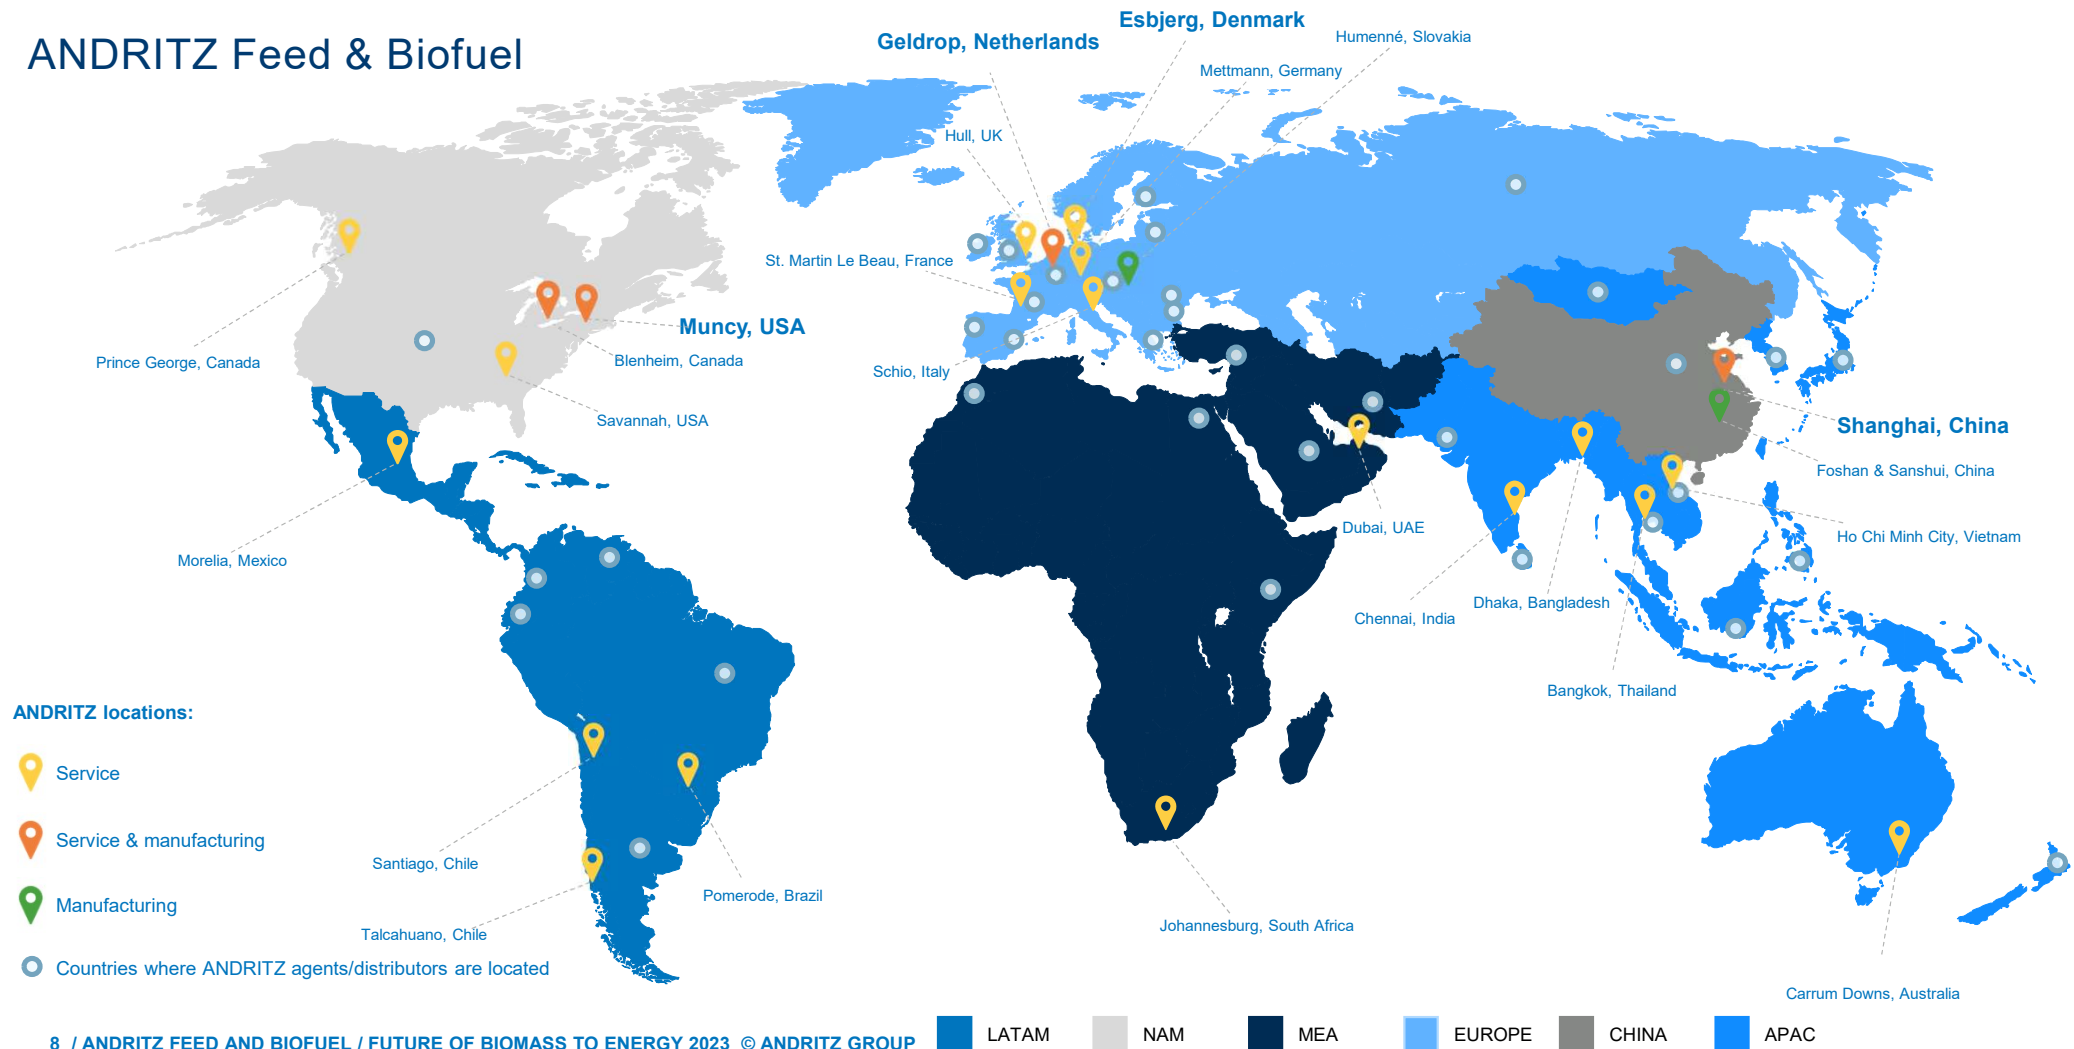 ANDRITZ Feed & Biofuel
Esbjerg, Denmark
Geldrop, Netherlands
Humenné, Slovakia
Mettmann, Germany
Hull, UK
St. Martin Le Beau, France
Muncy, USA
Prince George, Canada
Blenheim, Canada
Schio, Italy
Savannah, USA
Shanghai, China
Foshan & Sanshui, China
Dubai, UAE
Ho Chi Minh City, Vietnam
Morelia, Mexico
Dhaka, Bangladesh
Chennai, India
Bangkok, Thailand
ANDRITZ locations:
Service
Service & manufacturing
Manufacturing
Countries where ANDRITZ agents/distributors are located
Santiago, Chile
Pomerode, Brazil
Talcahuano, Chile
Johannesburg, South Africa
Carrum Downs, Australia
8 / ANDRITZ FEED AND BIOFUEL / FUTURE OF BIOMASS TO ENERGY 2023 © ANDRITZ GROUP
LATAM
NAM
MEA
EUROPE
CHINA
APAC